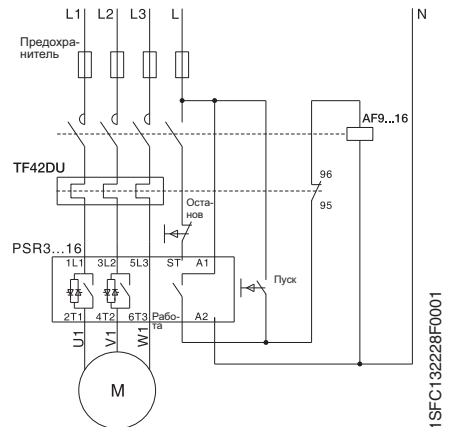 L1 L2 L3 L N
Предохра-
нитель
AF9...16
TF42DU
96
95
Оста-
нов
PSR3...16
1L1 3L2 5L3 ST A1
Пуск
2T1 4T2 6T3 Рабо-
та
A2
U1 V1 W1
M
1SFC132228F0001